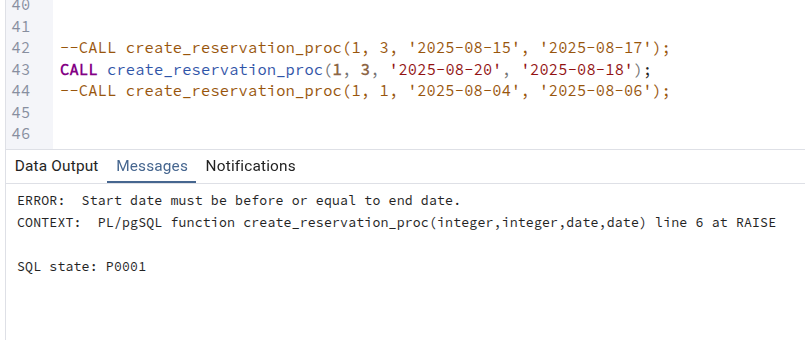 40
41
42 --CALL create_reservation_proc(1, 3, '2025-08-15', '2025-08-17');
43 CALL create_reservation_proc(1, 3, '2025-08-20', '2025-08-18');
44 --CALL create_reservation_proc(1, 1, '2025-08-04', '2025-08-06');
45
46
Data Output Messages Notifications
ERROR:  Start date must be before or equal to end date.
CONTEXT:  PL/pgSQL function create_reservation_proc(integer,integer,date,date) line 6 at RAISE
SQL state: P0001